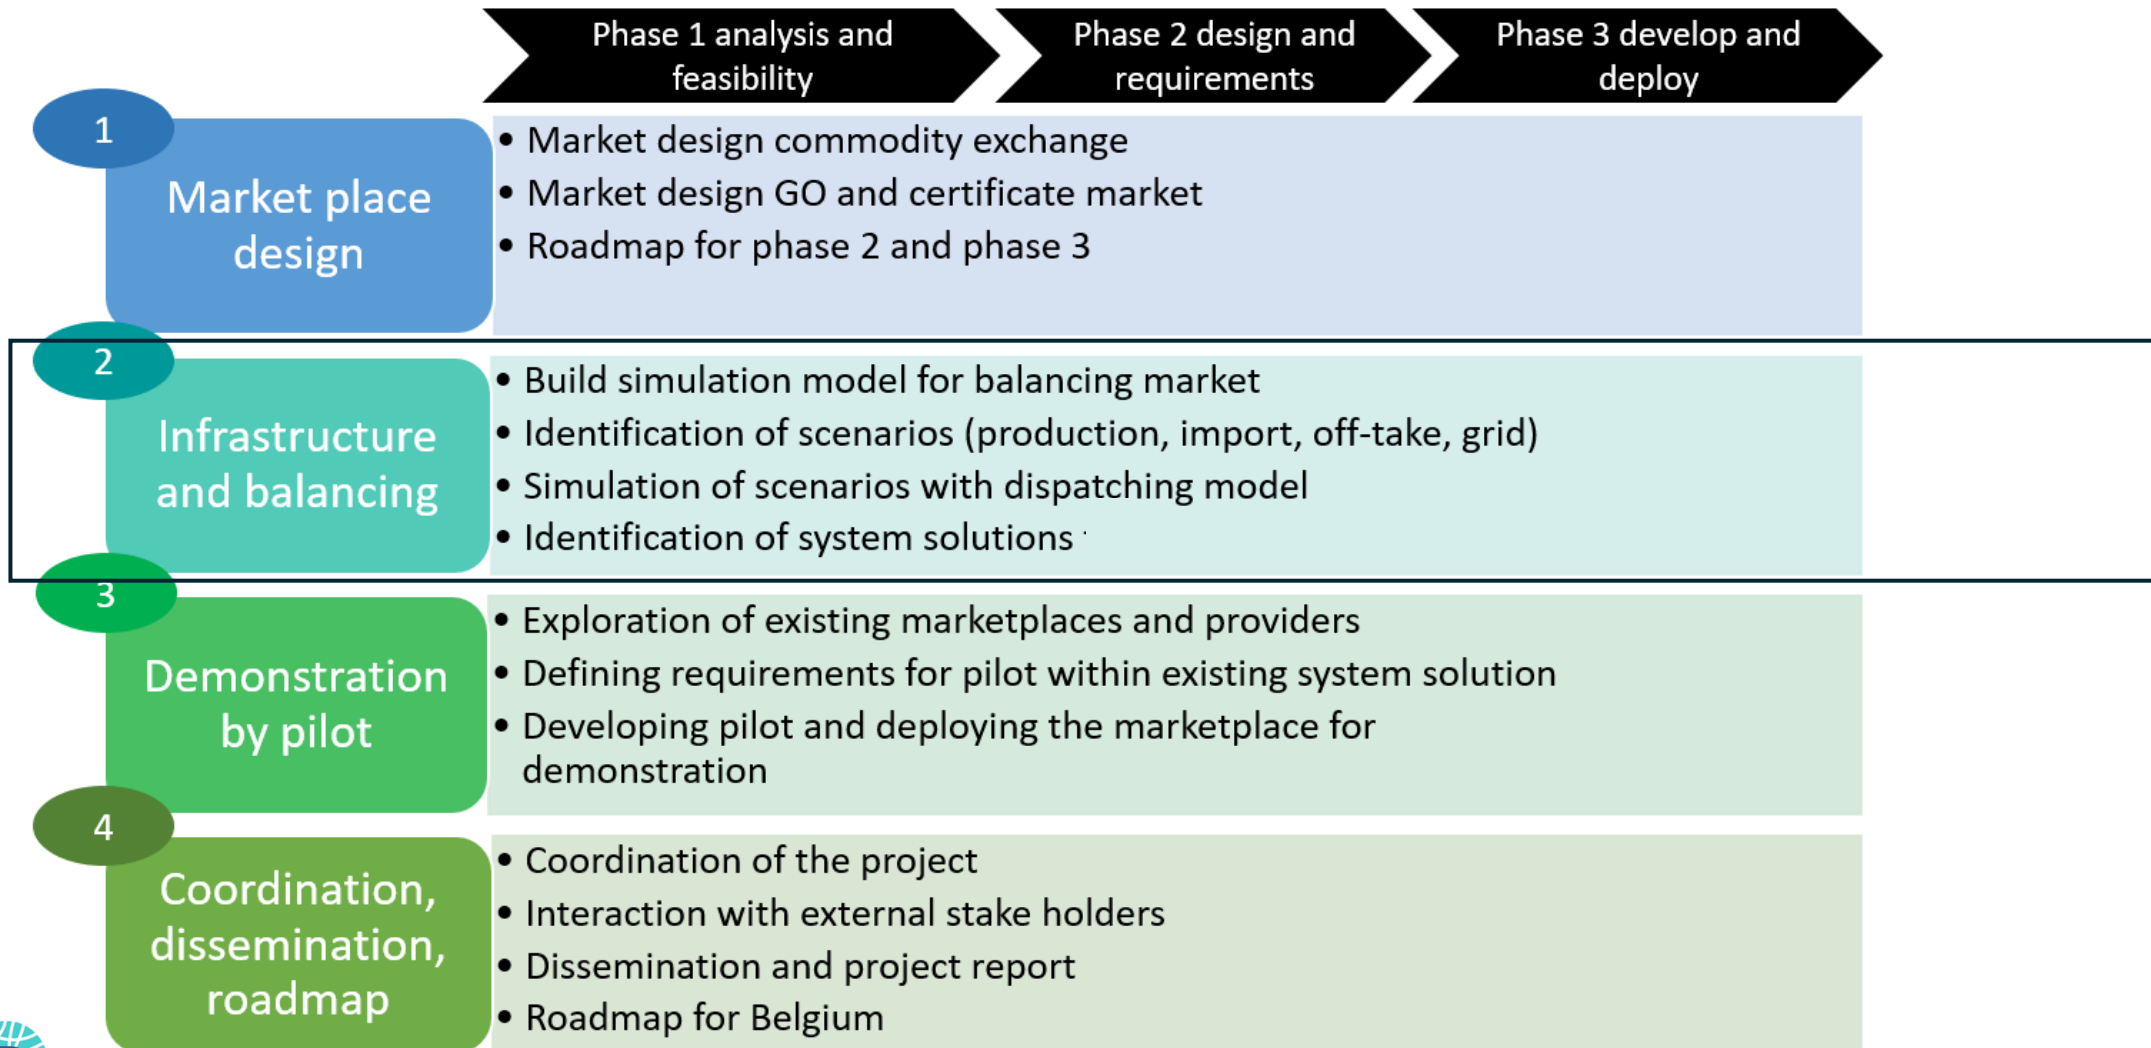 Phase 1 analysis and
feasibility
Phase 2 design and
requirements
Phase 3 develop and
deploy
1
Market place
design
• Market design commodity exchange
• Market design GO and certificate market
• Roadmap for phase 2 and phase 3
2
Infrastructure
and balancing
• Build simulation model for balancing market
• Identification of scenarios (production, import, off-take, grid)
• Simulation of scenarios with dispatching model
• Identification of system solutions
3
Demonstration
by pilot
• Exploration of existing marketplaces and providers
• Defining requirements for pilot within existing system solution
• Developing pilot and deploying the marketplace for
demonstration
4
Coordination,
dissemination,
roadmap
• Coordination of the project
• Interaction with external stake holders
• Dissemination and project report
• Roadmap for Belgium